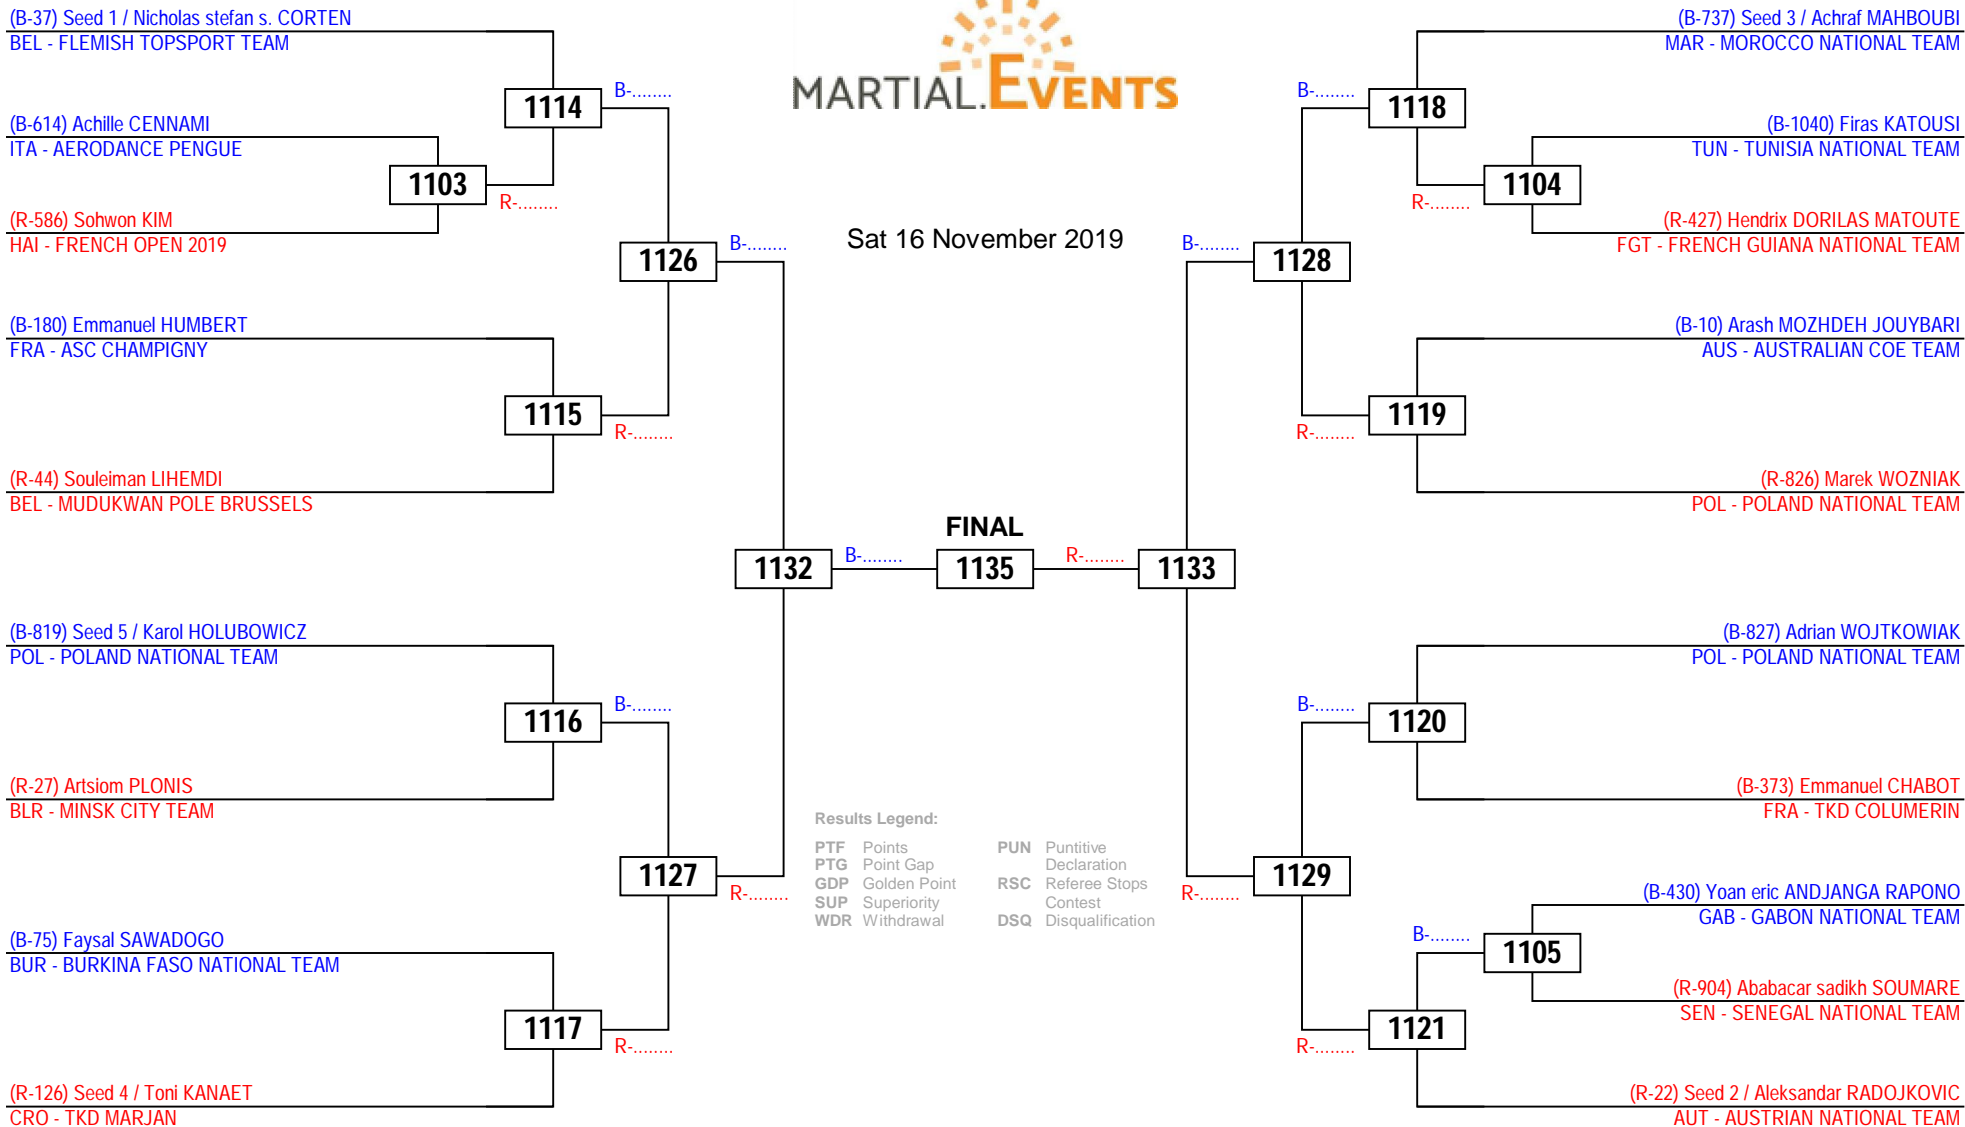 (B-37) Seed 1 / Nicholas stefan s. CORTEN
BEL - FLEMISH TOPSPORT TEAM
B-........
1114
(B-614) Achille CENNAMI
ITA - AERODANCE PENGUE
1103
R-........
(R-586) Sohwon KIM
HAI - FRENCH OPEN 2019
B-........
1126
(B-180) Emmanuel HUMBERT
FRA - ASC CHAMPIGNY
1115
R-........
(R-44) Souleiman LIHEMDI
BEL - MUDUKWAN POLE BRUSSELS
1132
B-........
(B-819) Seed 5 / Karol HOLUBOWICZ
POL - POLAND NATIONAL TEAM
B-........
1116
(R-27) Artsiom PLONIS
BLR - MINSK CITY TEAM
1127
R-........
(B-75) Faysal SAWADOGO
BUR - BURKINA FASO NATIONAL TEAM
1117
R-........
(R-126) Seed 4 / Toni KANAET
CRO - TKD MARJAN
MARTIAL.EVENTS
Sat 16 November 2019
FINAL
1135
Results Legend:
PTF Points
PTG Point Gap
GDP Golden Point
SUP Superiority
WDR Withdrawal
PUN Puntitive
Declaration
RSC Referee Stops
Contest
DSQ Disqualification
(B-737) Seed 3 / Achraf MAHBOUBI
MAR - MOROCCO NATIONAL TEAM
B-........
1118
(B-1040) Firas KATOUSI
TUN - TUNISIA NATIONAL TEAM
1104
R-........
(R-427) Hendrix DORILAS MATOUTE
FGT - FRENCH GUIANA NATIONAL TEAM
B-........
1128
(B-10) Arash MOZHDEH JOUYBARI
AUS - AUSTRALIAN COE TEAM
1119
R-........
(R-826) Marek WOZNIAK
POL - POLAND NATIONAL TEAM
R-........
1133
(B-827) Adrian WOJTKOWIAK
POL - POLAND NATIONAL TEAM
B-........
1120
(B-373) Emmanuel CHABOT
FRA - TKD COLUMERIN
1129
R-........
(B-430) Yoan eric ANDJANGA RAPONO
GAB - GABON NATIONAL TEAM
B-........
1105
(R-904) Ababacar sadikh SOUMARE
SEN - SENEGAL NATIONAL TEAM
1121
R-........
(R-22) Seed 2 / Aleksandar RADOJKOVIC
AUT - AUSTRIAN NATIONAL TEAM